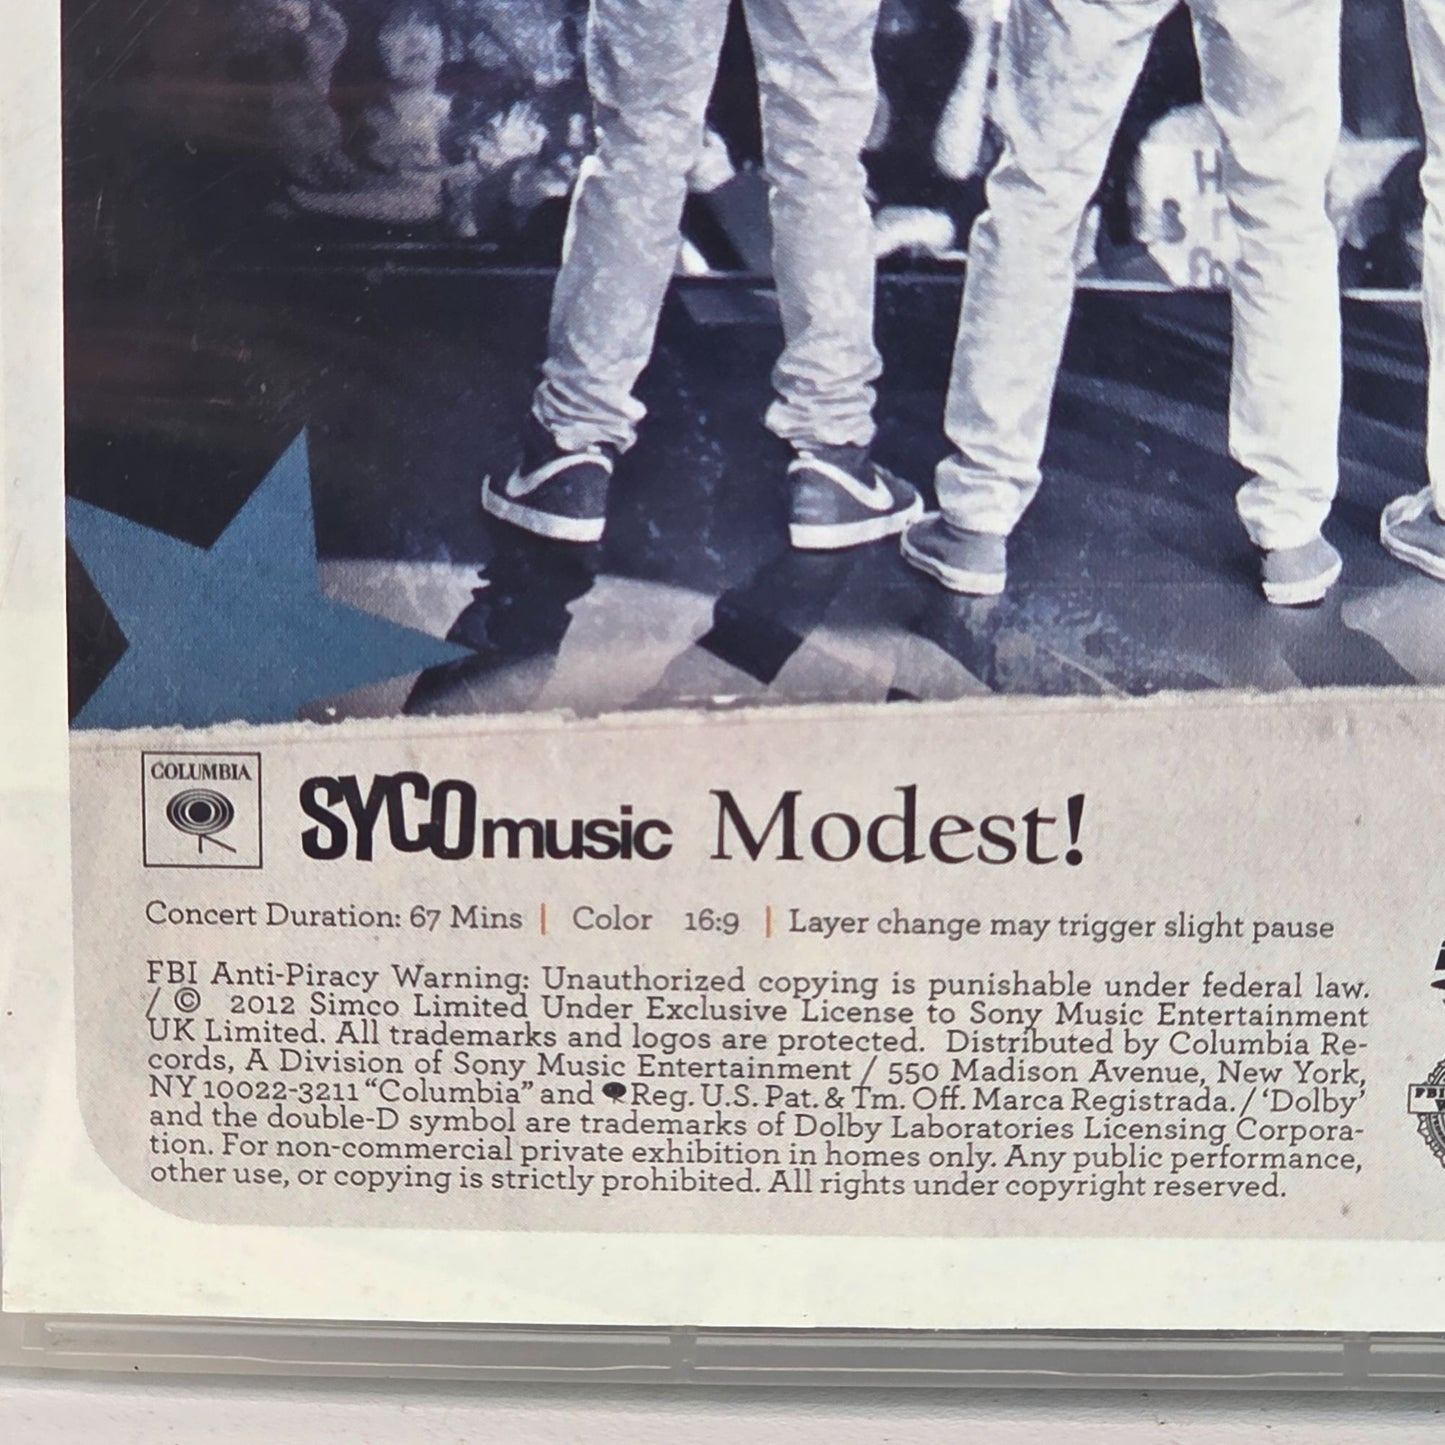 COLUMBIA
SYCOmusic Modest!
Concert Duration: 67 Mins | Color 16:9 | Layer change may trigger slight pause
FBI Anti-Piracy Warning: Unauthorized copying is punishable under federal law.
/ © 2012 Simco Limited Under Exclusive License to Sony Music Entertainment
UK Limited. All trademarks and logos are protected. Distributed by Columbia Re-
cords, A Division of Sony Music Entertainment / 550 Madison Avenue, New York,
NY 10022-3211 “Columbia” and Reg. U.S. Pat. & Tm. Off. Marca Registrada. / ‘Dolby’
and the double-D symbol are trademarks of Dolby Laboratories Licensing Corpora-
tion. For non-commercial private exhibition in homes only. Any public performance,
other use, or copying is strictly prohibited. All rights under copyright reserved.